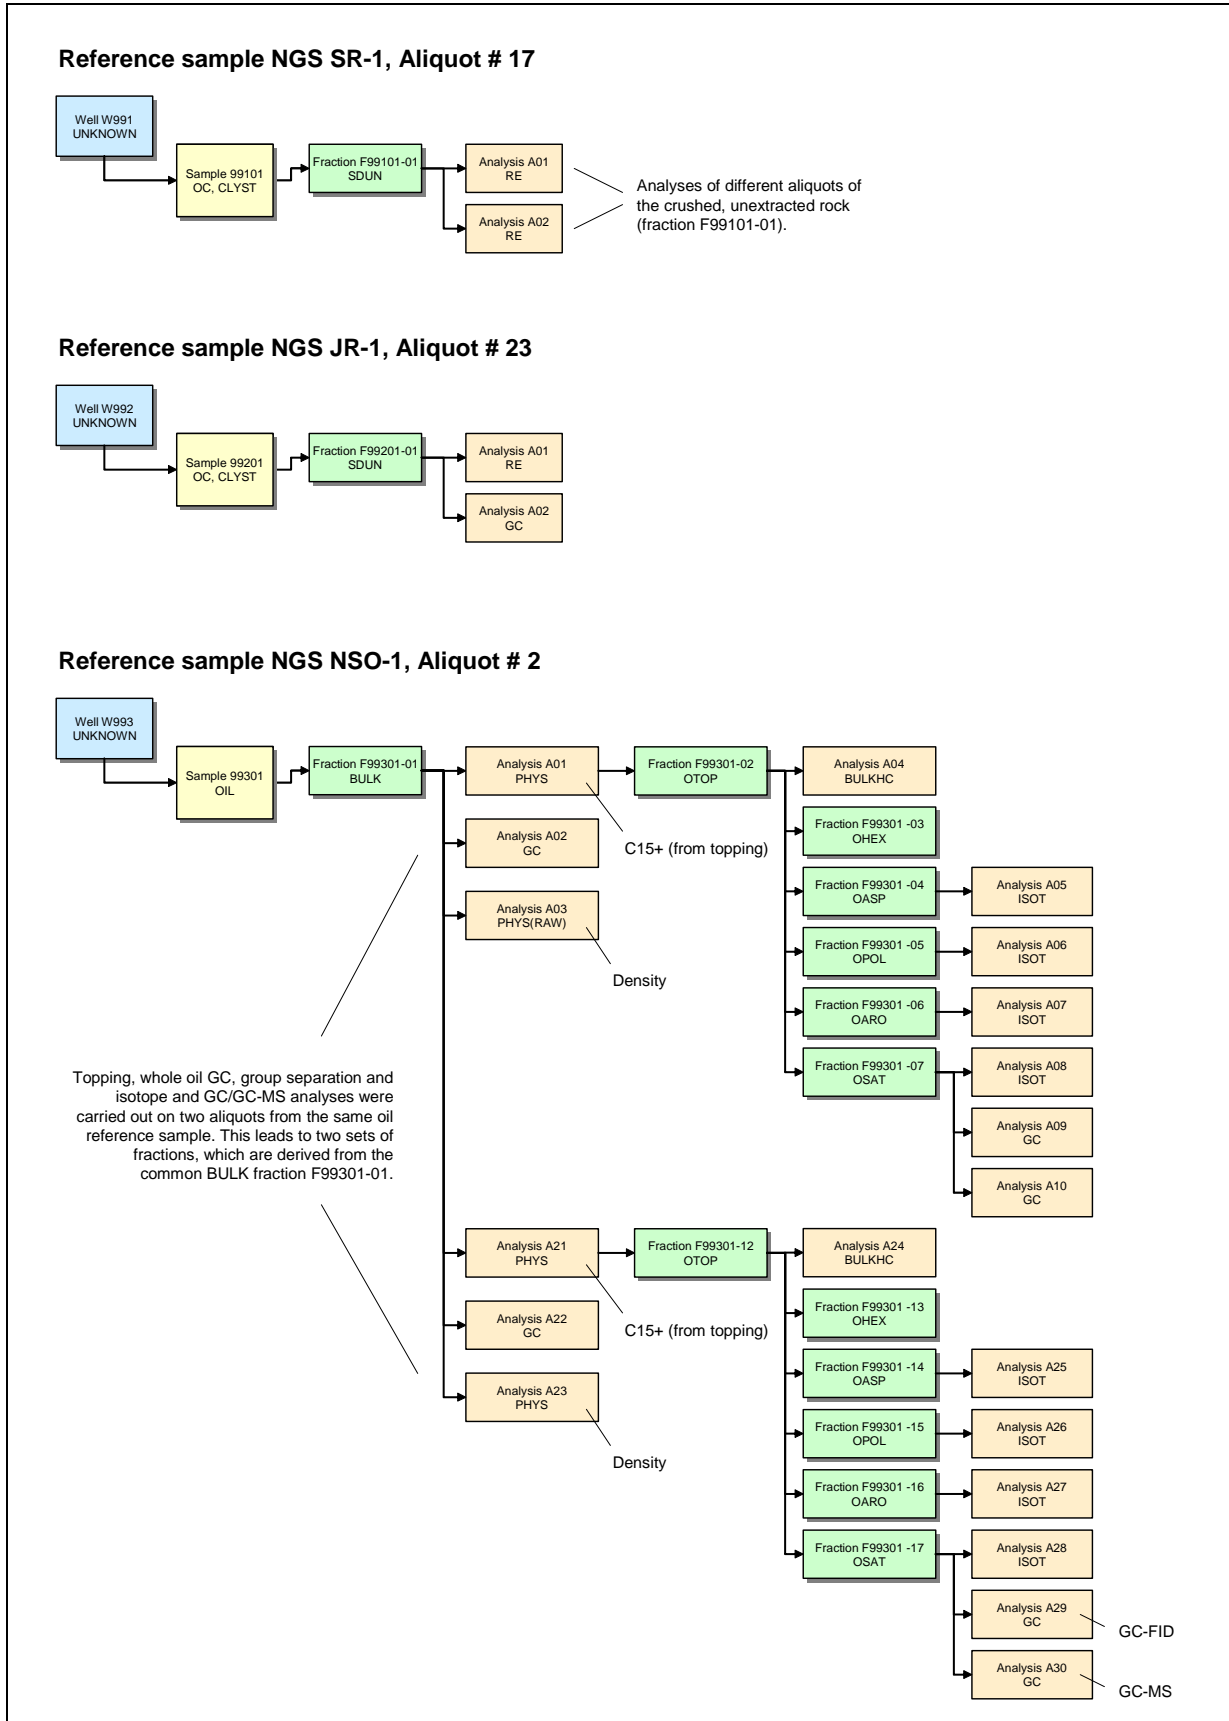 Reference sample NGS SR-1, Aliquot # 17
Well W991
UNKNOWN
Sample 99101
OC, CLYST
Fraction F99101-01
SDUN
Analysis A01
RE
Analysis A02
RE
Analyses of different aliquots of
the crushed, unextracted rock
(fraction F99101-01).
Reference sample NGS JR-1, Aliquot # 23
Well W992
UNKNOWN
Sample 99201
OC, CLYST
Fraction F99201-01
SDUN
Analysis A01
RE
Analysis A02
GC
Reference sample NGS NSO-1, Aliquot # 2
Well W993
UNKNOWN
Sample 99301
OIL
Fraction F99301-01
BULK
Analysis A01
PHYS
Fraction F99301-02
OTOP
Analysis A04
BULKHC
Analysis A02
GC
C15+ (from topping)
Fraction F99301 -03
OHEX
Analysis A03
PHYS(RAW)
Density
Fraction F99301 -04
OASP
Analysis A05
ISOT
Fraction F99301 -05
OPOL
Analysis A06
ISOT
Fraction F99301 -06
OARO
Analysis A07
ISOT
Fraction F99301 -07
OSAT
Analysis A08
ISOT
Analysis A09
GC
Analysis A10
GC
Topping, whole oil GC, group separation and
isotope and GC/GC-MS analyses were
carried out on two aliquots from the same oil
reference sample. This leads to two sets of
fractions, which are derived from the
common BULK fraction F99301-01.
Analysis A21
PHYS
Fraction F99301-12
OTOP
Analysis A24
BULKHC
Analysis A22
GC
C15+ (from topping)
Fraction F99301 -13
OHEX
Analysis A23
PHYS
Density
Fraction F99301 -14
OASP
Analysis A25
ISOT
Fraction F99301 -15
OPOL
Analysis A26
ISOT
Fraction F99301 -16
OARO
Analysis A27
ISOT
Fraction F99301 -17
OSAT
Analysis A28
ISOT
Analysis A29
GC
GC-FID
Analysis A30
GC
GC-MS